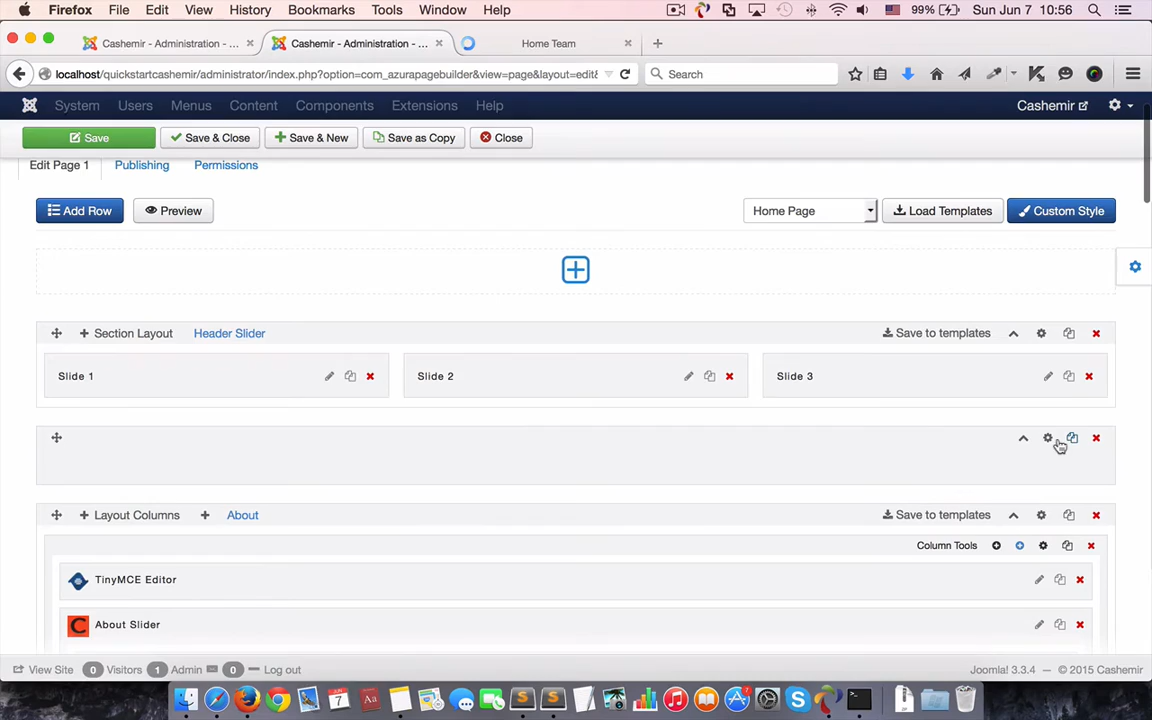 Firefox File Edit View History Bookmarks Tools Window Help 99% Sun Jun 7 10:56
Cashemir - Administration - ... Cashemir - Administration - ... Home Team
localhost/quickstartcashemir/administrator/index.php?option=com_azurapagebuilder&view=page&layout=edit& Search
System Users Menus Content Components Extensions Help Cashemir
Save Save & Close Save & New Save as Copy Close
Edit Page 1 Publishing Permissions
Add Row Preview Home Page Load Templates Custom Style
Section Layout Header Slider Save to templates
Slide 1 Slide 2 Slide 3
Layout Columns About Save to templates
Column Tools
TinyMCE Editor
C About Slider
View Site 0 Visitors 1 Admin 0 Log out Joomla! 3.3.4 — © 2015 Cashemir